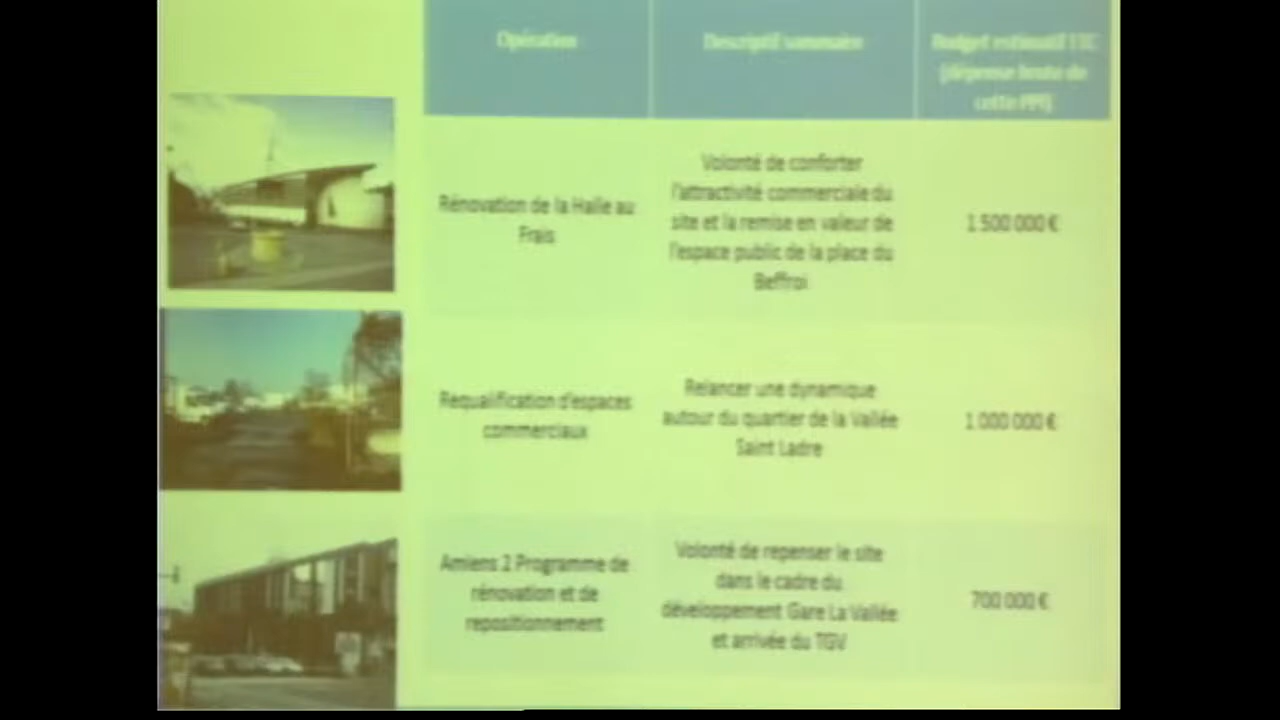 Opération
Descriptif sommaire
Budget estimatif TTC
(dépense brute de
cette PPI)
Rénovation de la Halle au
Frais
Volonté de conforter
l'attractivité commerciale du
site et la remise en valeur de
l'espace public de la place du
Beffroi
1 500 000 €
Requalification d'espaces
commerciaux
Relancer une dynamique
autour du quartier de la Vallée
Saint Ladre
1 000 000 €
Amiens 2 Programme de
rénovation et de
repositionnement
Volonté de repenser le site
dans le cadre du
développement Gare La Vallée
et arrivée du TGV
700 000 €